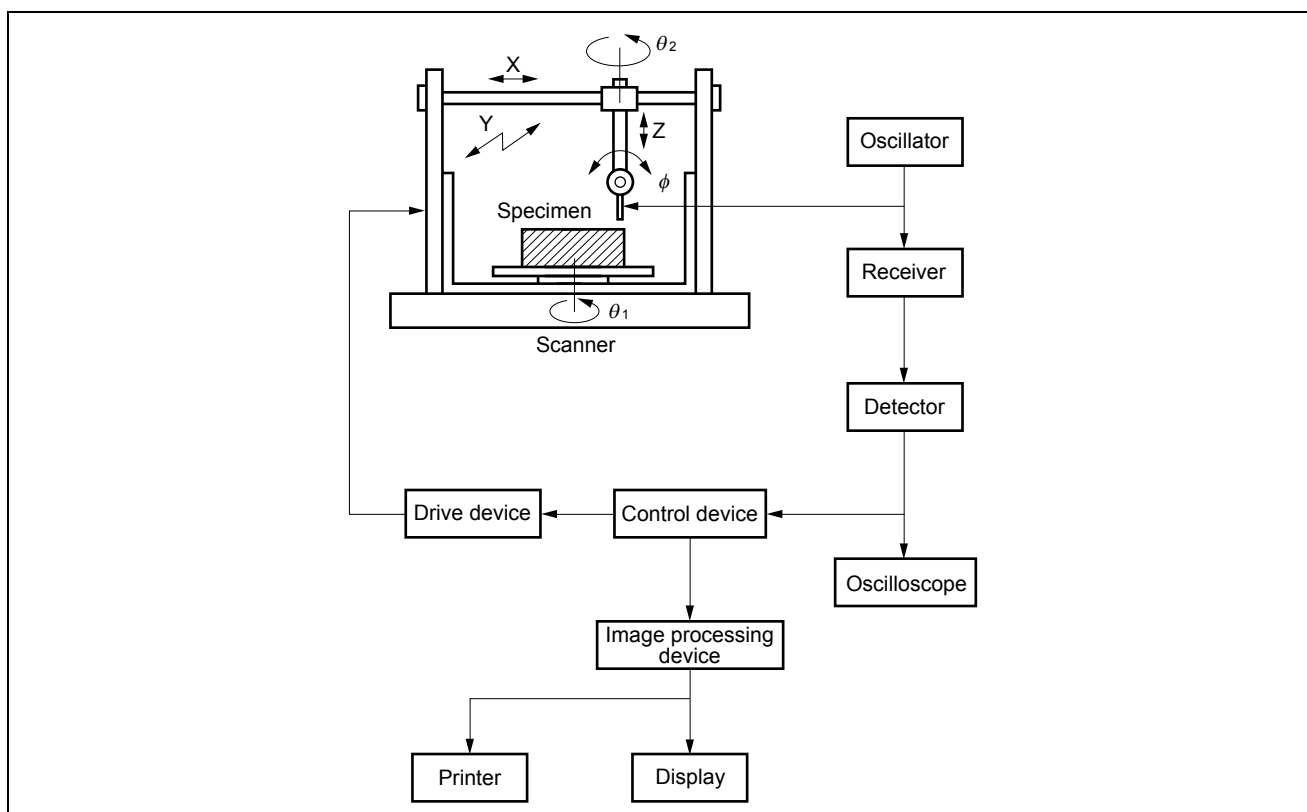 θ2
X
Y
Z
Oscillator
ϕ
Specimen
Receiver
θ1
Scanner
Detector
Drive device
Control device
Oscilloscope
Image processing
device
Printer
Display